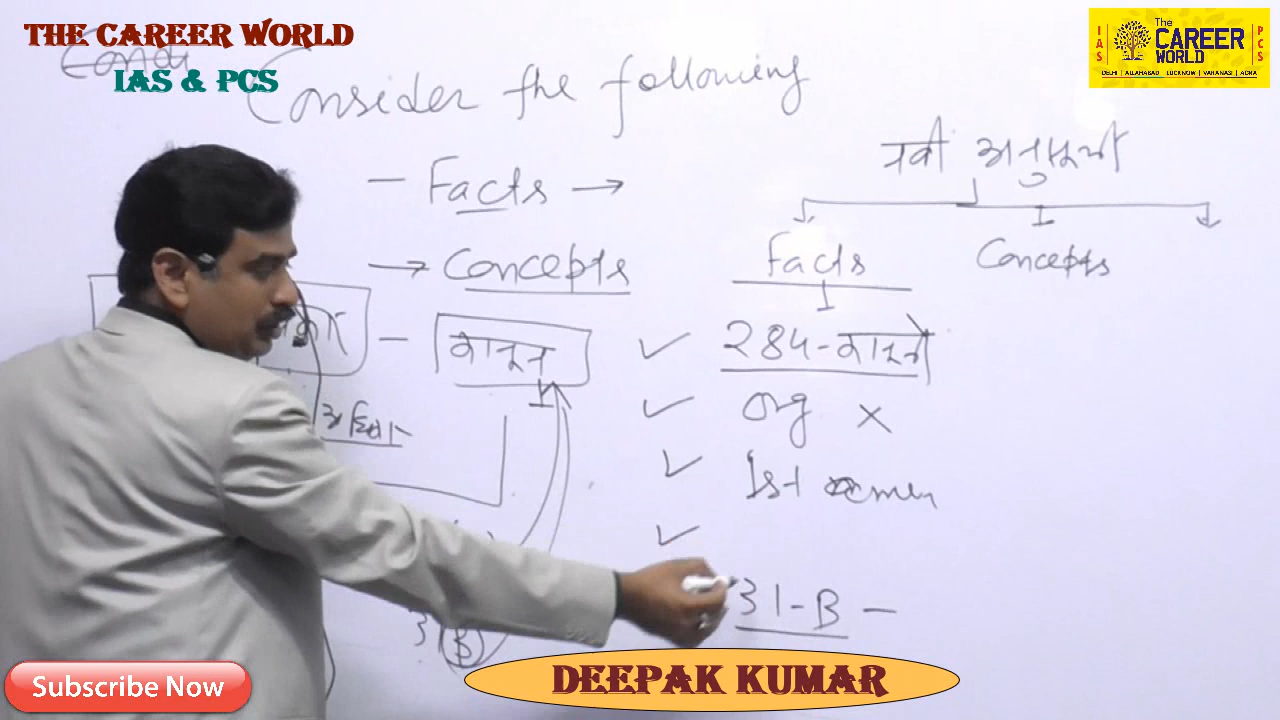 THE CAREER WORLD
IAS & PCS
The
CAREER
WORLD
IAS
PCS
DELHI | ALLAHABAD LUCKNOW | VARANASI | AGRA
Consider the following
- Facts →
→ Concepts
नवी अनुसूची
Facts
Concepts
- कानून
✓ 284-कानूनो
✓ org ×
✓ 1st
✓
31-B -
3 B
Subscribe Now
DEEPAK KUMAR